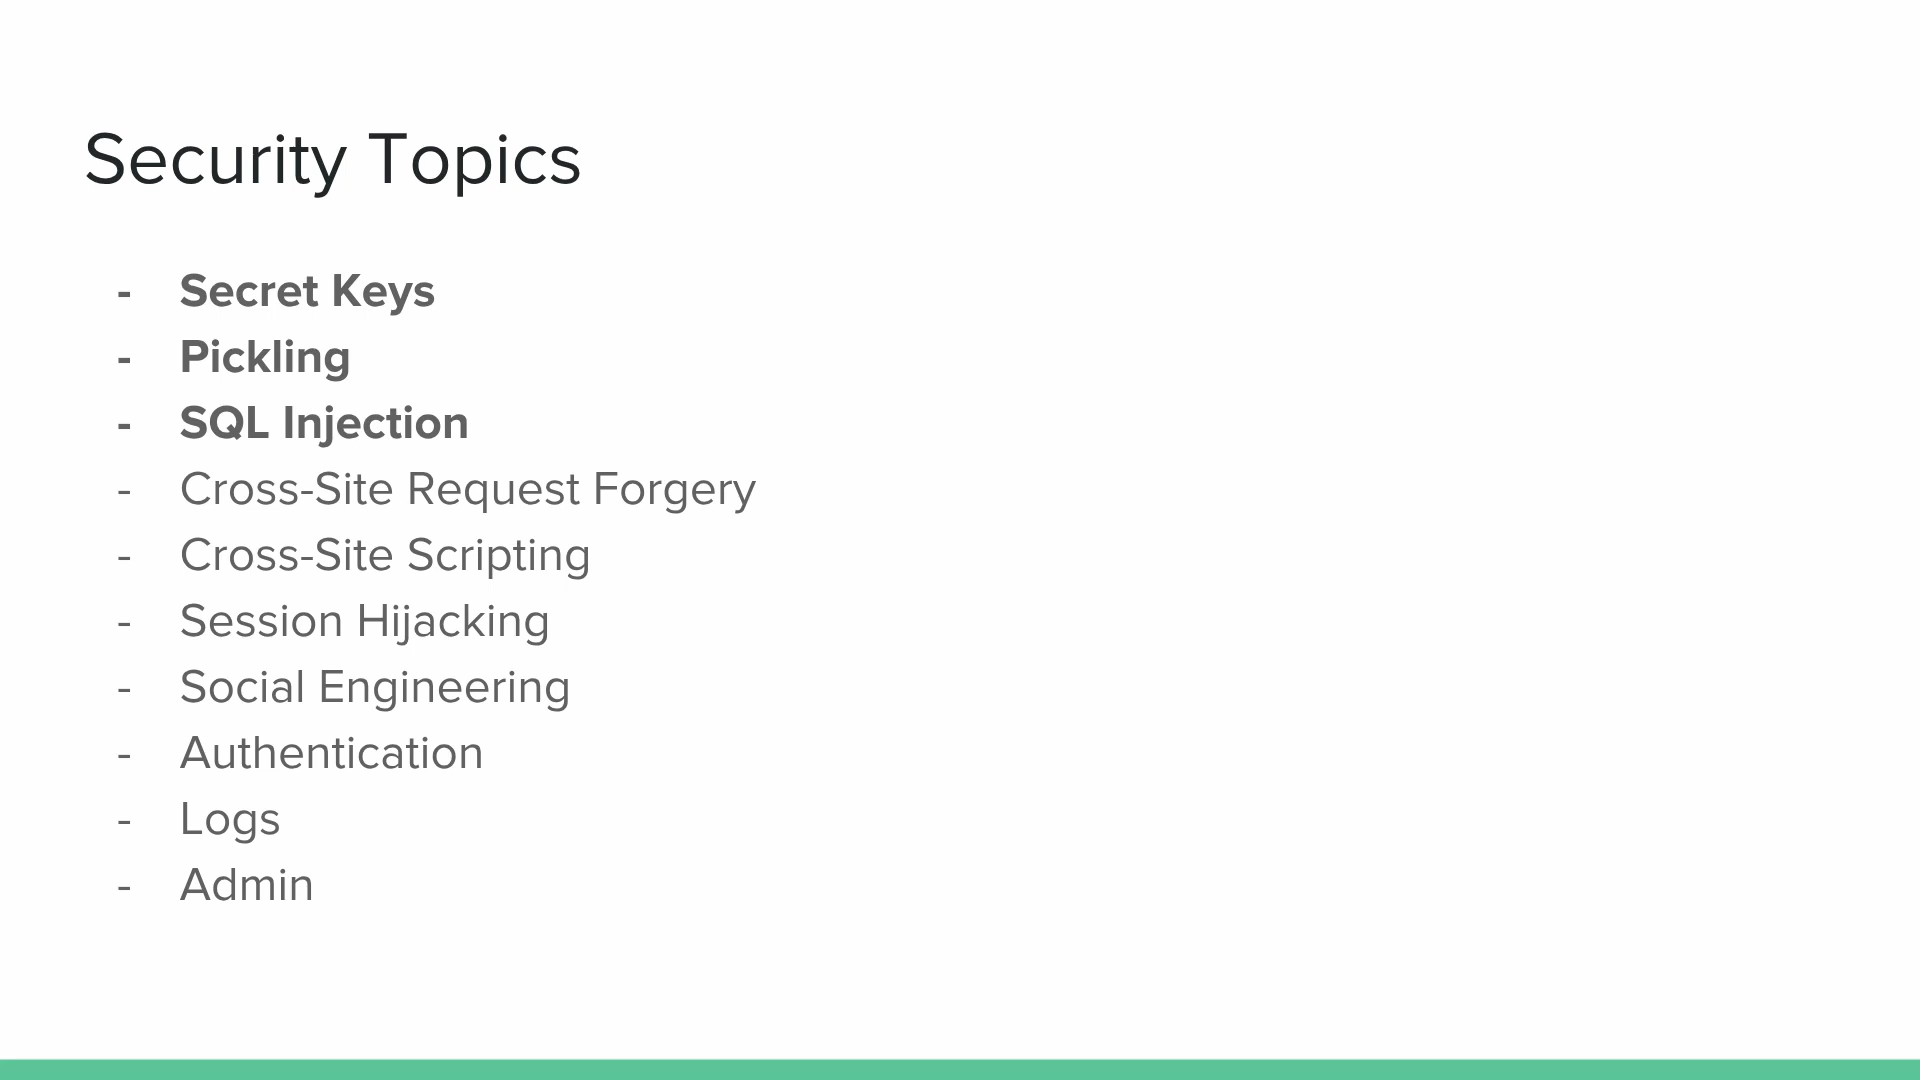 Security Topics
- Secret Keys
- Pickling
- SQL Injection
- Cross-Site Request Forgery
- Cross-Site Scripting
- Session Hijacking
- Social Engineering
- Authentication
- Logs
- Admin